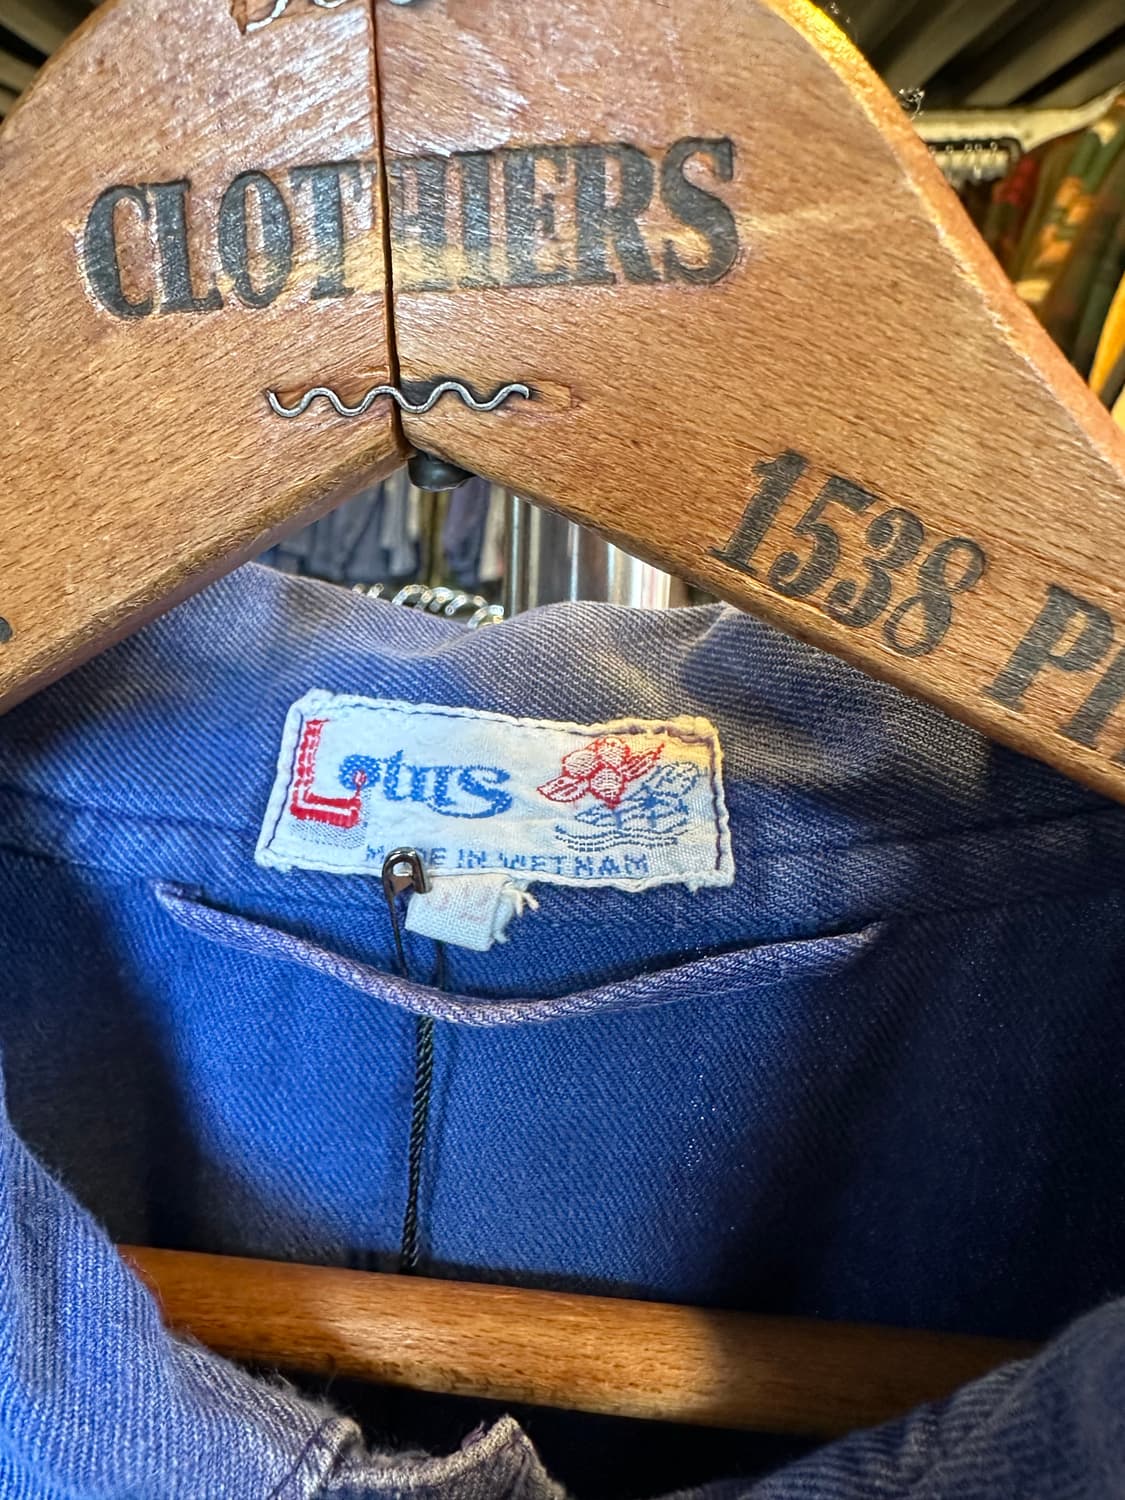 CLOTHIERS
1538
Lotus
MADE IN VIETNAM